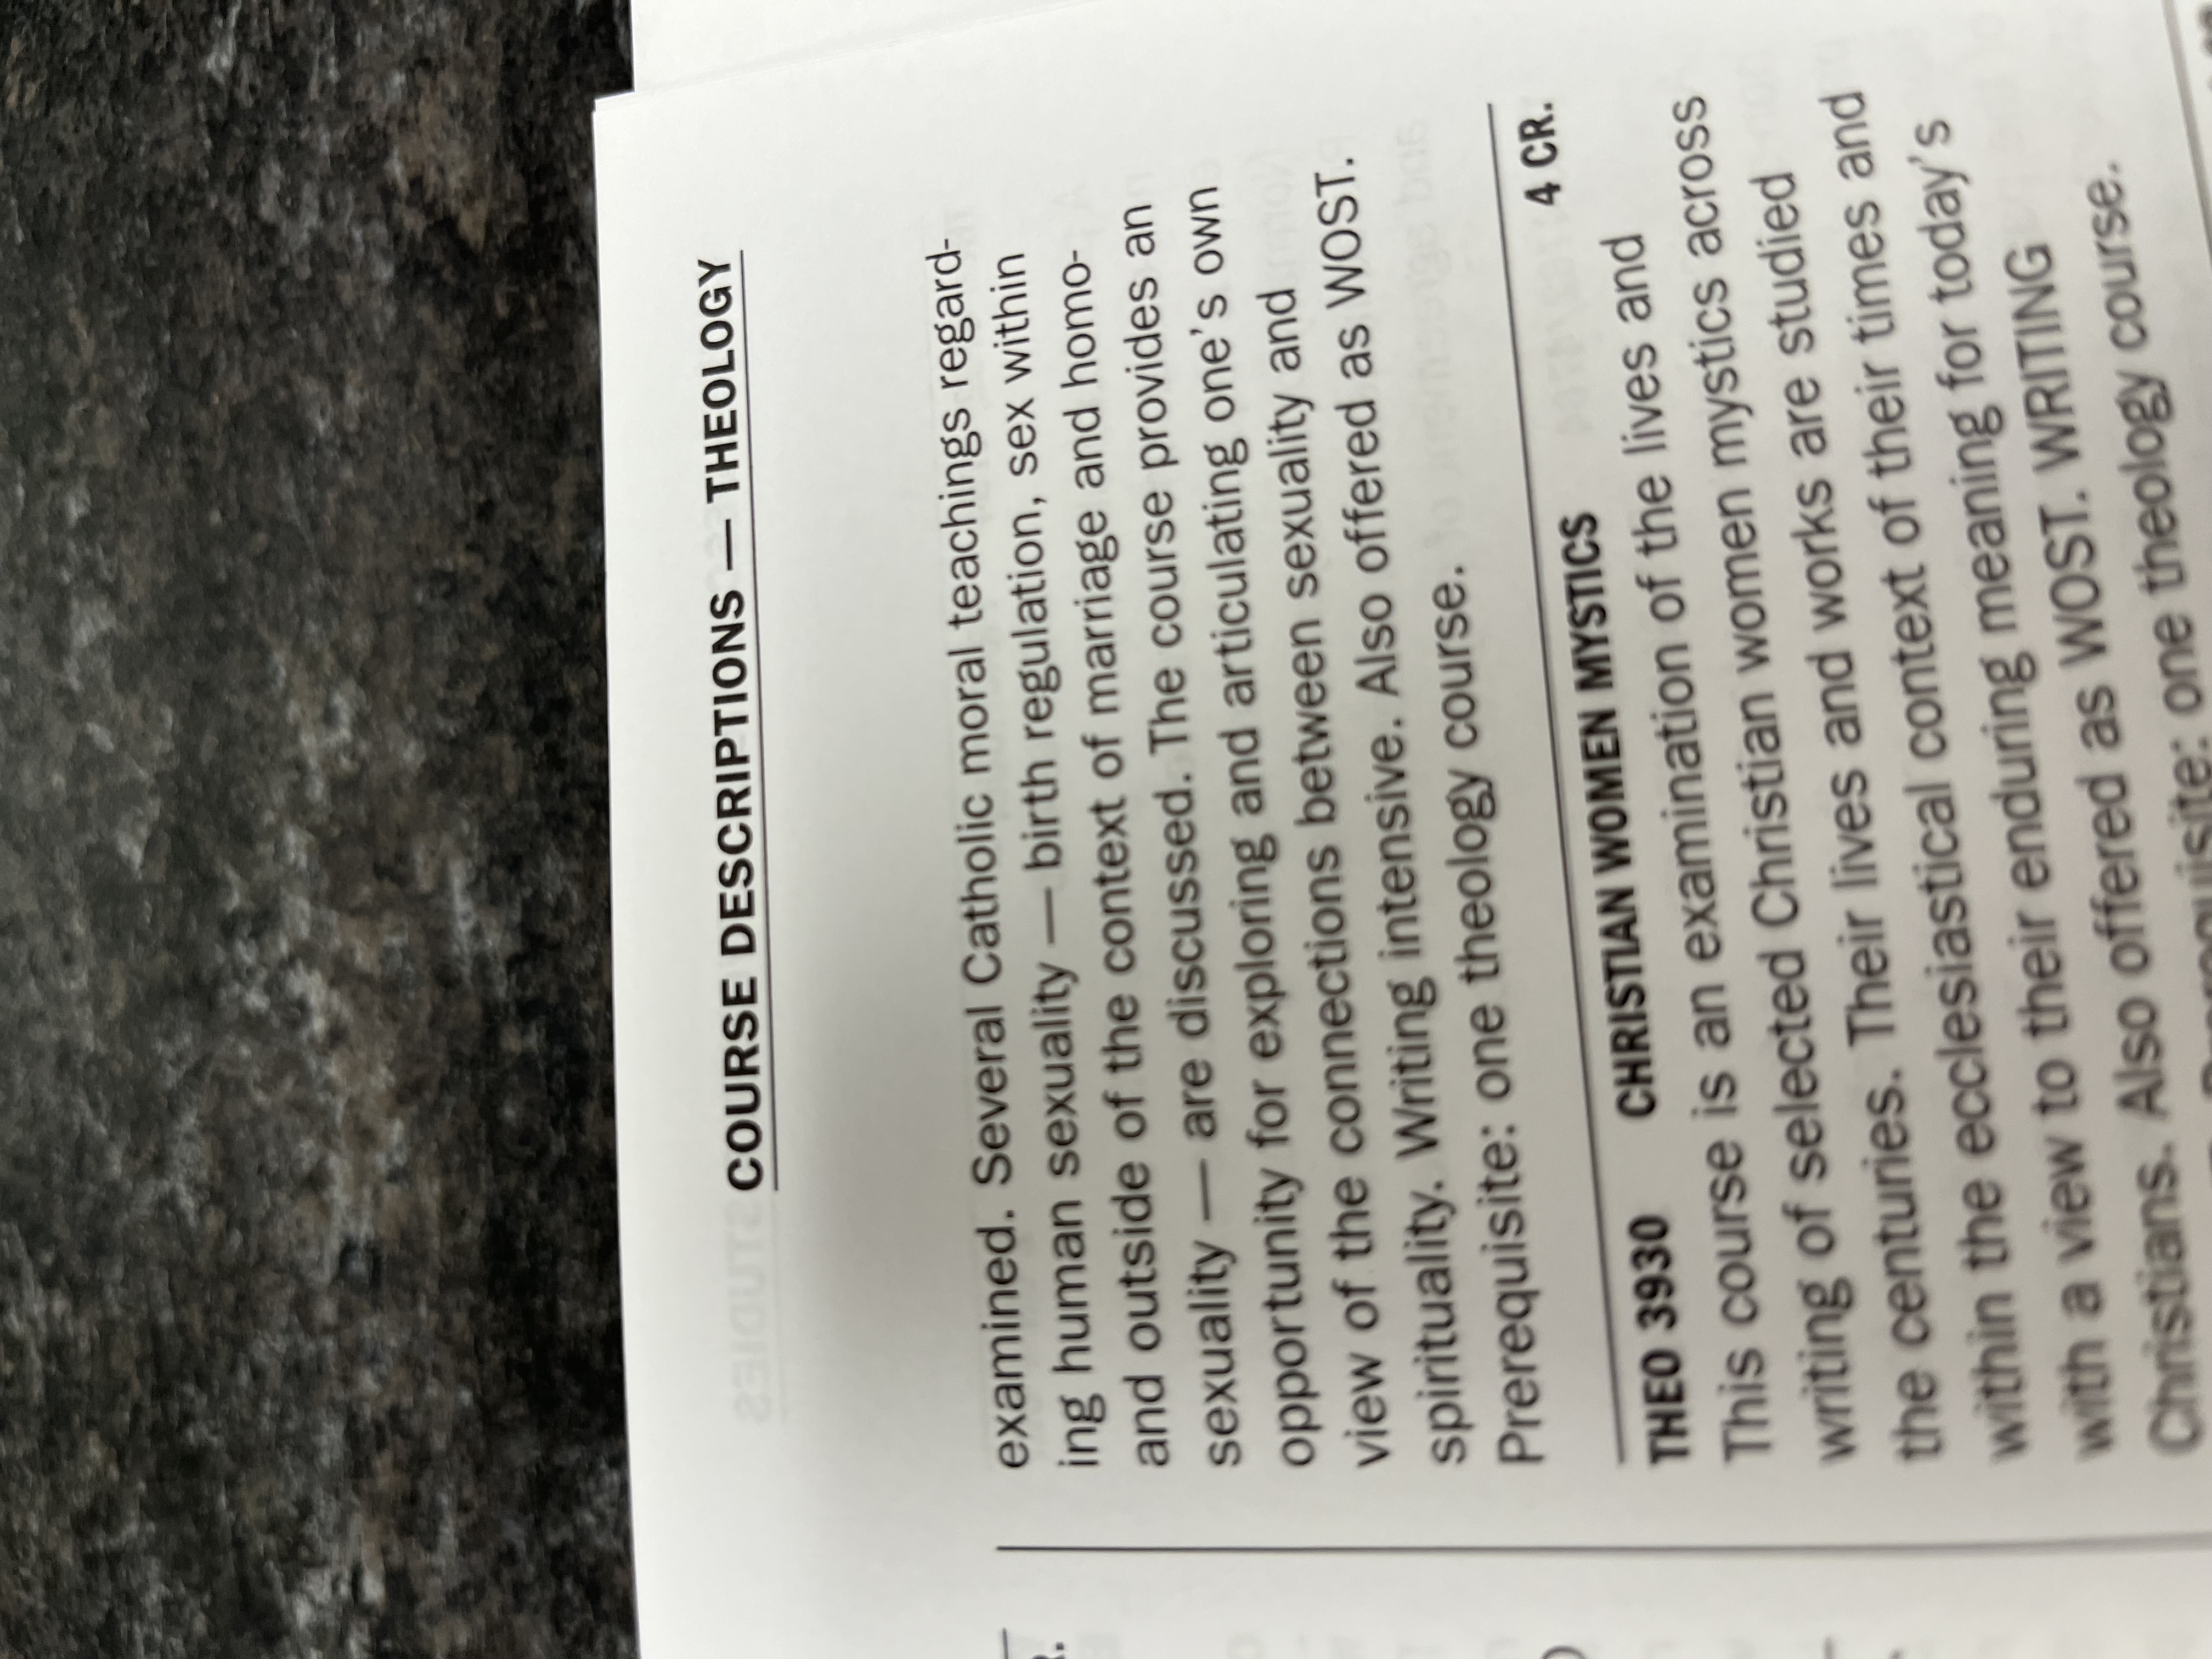 COURSE DESCRIPTIONS — THEOLOGY
examined. Several Catholic moral teachings regard-
ing human sexuality — birth regulation, sex within
and outside of the context of marriage and homo-
sexuality — are discussed. The course provides an
opportunity for exploring and articulating one's own
view of the connections between sexuality and
spirituality. Writing intensive. Also offered as WOST.
Prerequisite: one theology course.
THEO 3930 CHRISTIAN WOMEN MYSTICS 4 CR.
This course is an examination of the lives and
writing of selected Christian women mystics across
the centuries. Their lives and works are studied
within the ecclesiastical context of their times and
with a view to their enduring meaning for today's
Christians. Also offered as WOST. WRITING
Prerequisite: one theology course.